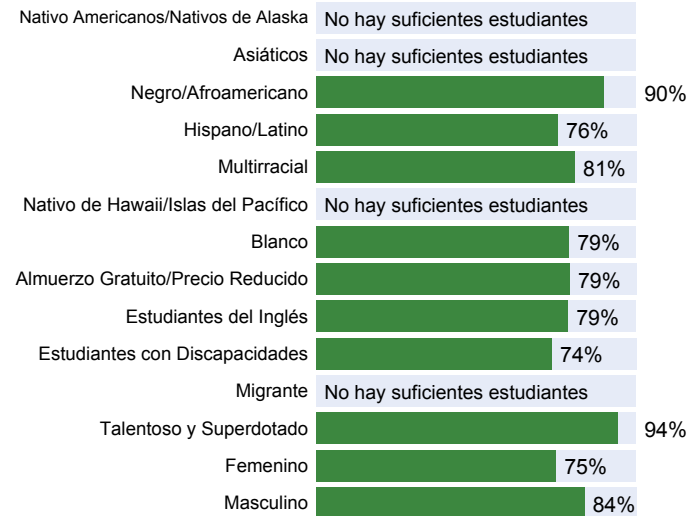 Nativo Americanos/Nativos de Alaska No hay suficientes estudiantes
Asiáticos No hay suficientes estudiantes
Negro/Afroamericano 90%
Hispano/Latino 76%
Multirracial 81%
Nativo de Hawaii/Islas del Pacífico No hay suficientes estudiantes
Blanco 79%
Almuerzo Gratuito/Precio Reducido 79%
Estudiantes del Inglés 79%
Estudiantes con Discapacidades 74%
Migrante No hay suficientes estudiantes
Talentoso y Superdotado 94%
Femenino 75%
Masculino 84%